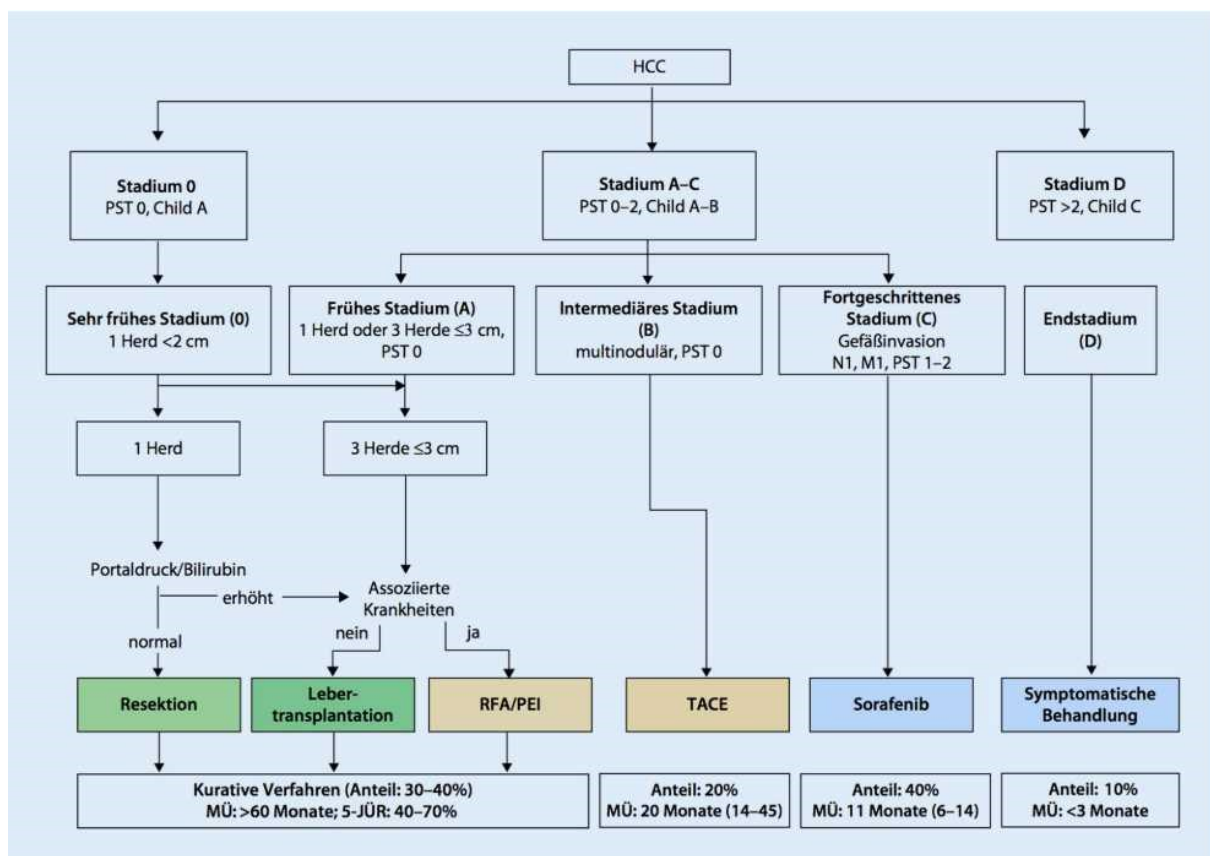 HCC
Stadium 0
PST 0, Child A
Stadium A–C
PST 0–2, Child A–B
Stadium D
PST >2, Child C
Sehr frühes Stadium (0)
1 Herd <2 cm
Frühes Stadium (A)
1 Herd oder 3 Herde ≤3 cm,
PST 0
Intermediäres Stadium
(B)
multinodulär, PST 0
Fortgeschrittenes
Stadium (C)
Gefäßinvasion
N1, M1, PST 1–2
Endstadium
(D)
1 Herd
3 Herde ≤3 cm
Portaldruck/Bilirubin
erhöht
Assoziierte
Krankheiten
normal
nein
ja
Resektion
Leber-
transplantation
RFA/PEI
TACE
Sorafenib
Symptomatische
Behandlung
Kurative Verfahren (Anteil: 30–40%)
MÜ: >60 Monate; 5-JÜR: 40–70%
Anteil: 20%
MÜ: 20 Monate (14–45)
Anteil: 40%
MÜ: 11 Monate (6–14)
Anteil: 10%
MÜ: <3 Monate